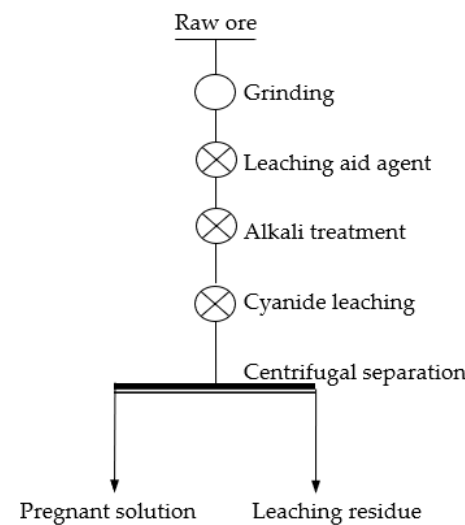 Raw ore
Grinding
Leaching aid agent
Alkali treatment
Cyanide leaching
Centrifugal separation
Pregnant solution
Leaching residue